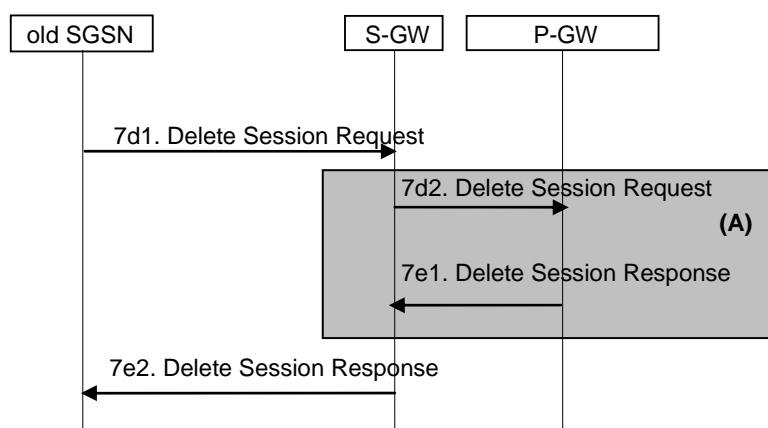 old SGSN
S-GW
P-GW
7d1. Delete Session Request
7d2. Delete Session Request
(A)
7e1. Delete Session Response
7e2. Delete Session Response